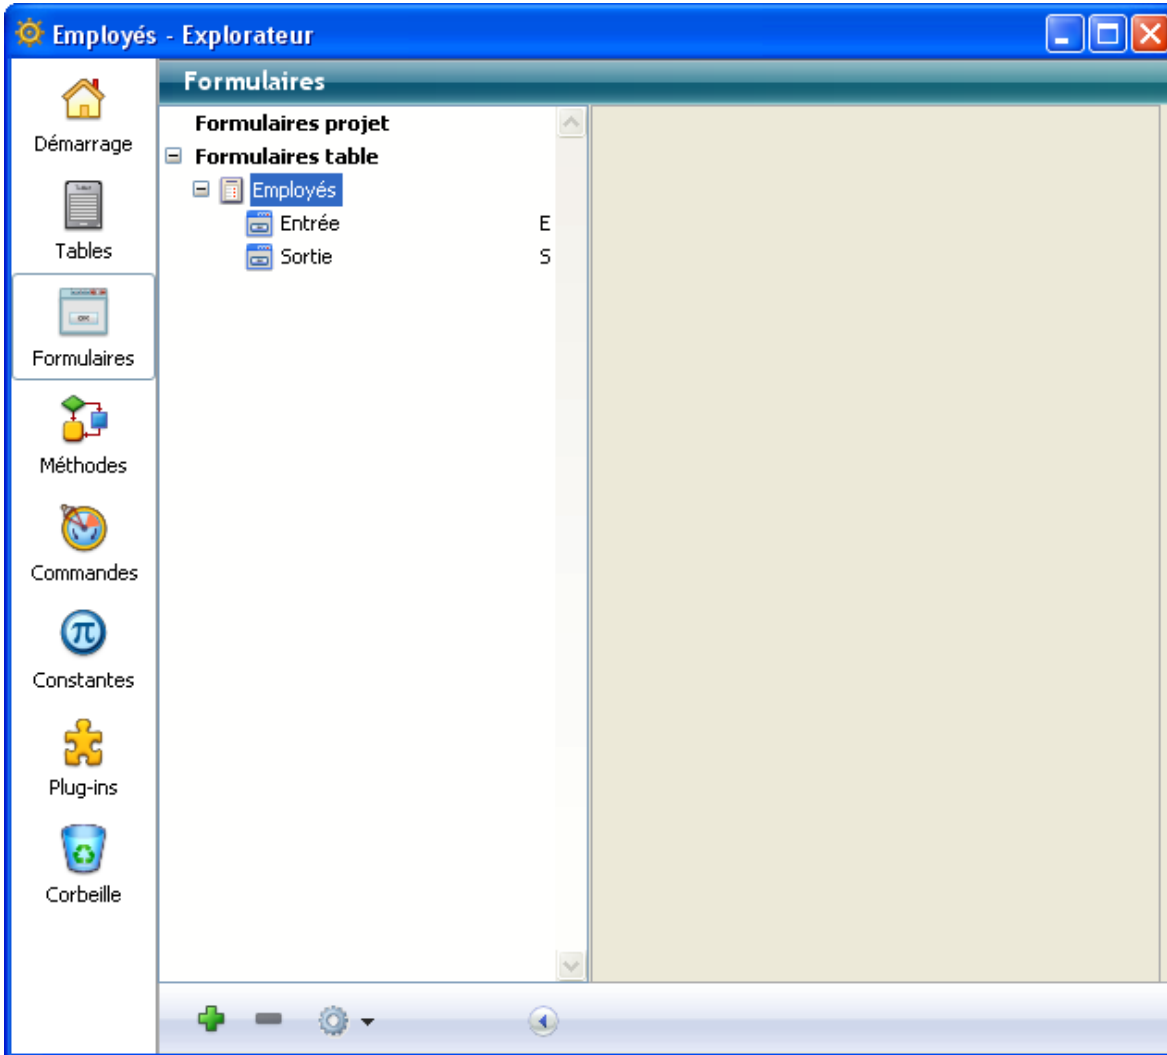 Employés - Explorateur
Formulaires
Démarrage
Tables
Formulaires
Méthodes
Commandes
Constantes
Plug-ins
Corbeille
Formulaires projet
Formulaires table
Employés
Entrée E
Sortie S